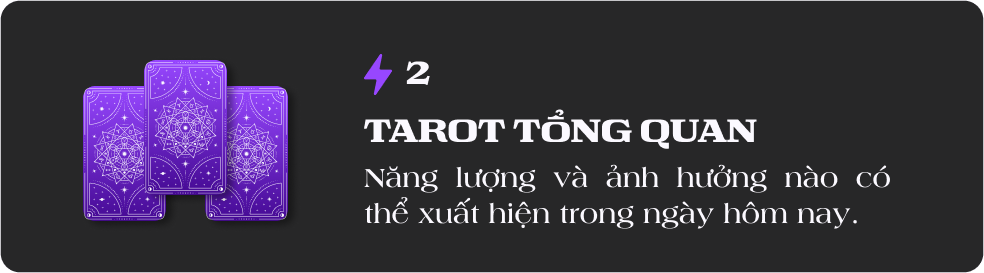 2
TAROT TỔNG QUAN
Năng lượng và ảnh hưởng nào có
thể xuất hiện trong ngày hôm nay.